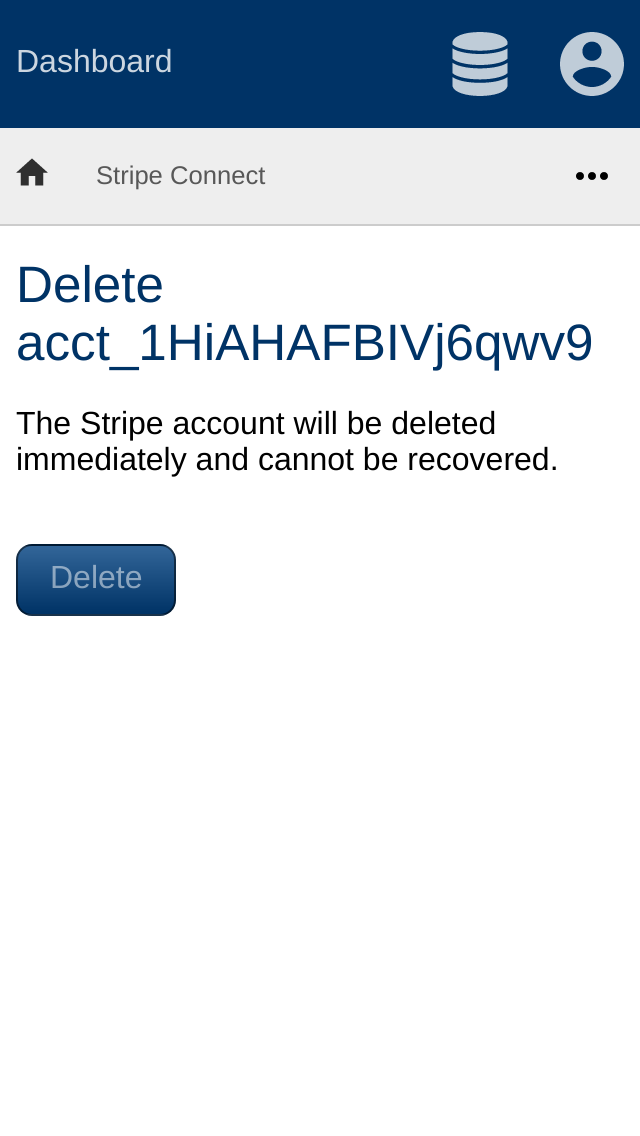 Dashboard
Stripe Connect
Delete
acct_1HiAHAFBIVj6qwv9
The Stripe account will be deleted
immediately and cannot be recovered.
Delete